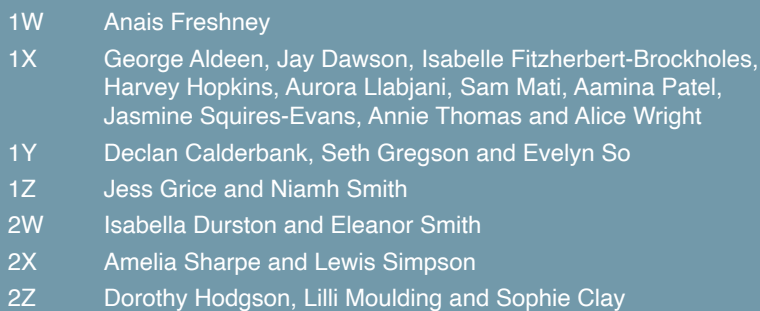 1W Anais Freshney
1X George Aldeen, Jay Dawson, Isabelle Fitzherbert-Brockholes,
Harvey Hopkins, Aurora Llabjani, Sam Mati, Aamina Patel,
Jasmine Squires-Evans, Annie Thomas and Alice Wright
1Y Declan Calderbank, Seth Gregson and Evelyn So
1Z Jess Grice and Niamh Smith
2W Isabella Durston and Eleanor Smith
2X Amelia Sharpe and Lewis Simpson
2Z Dorothy Hodgson, Lilli Moulding and Sophie Clay